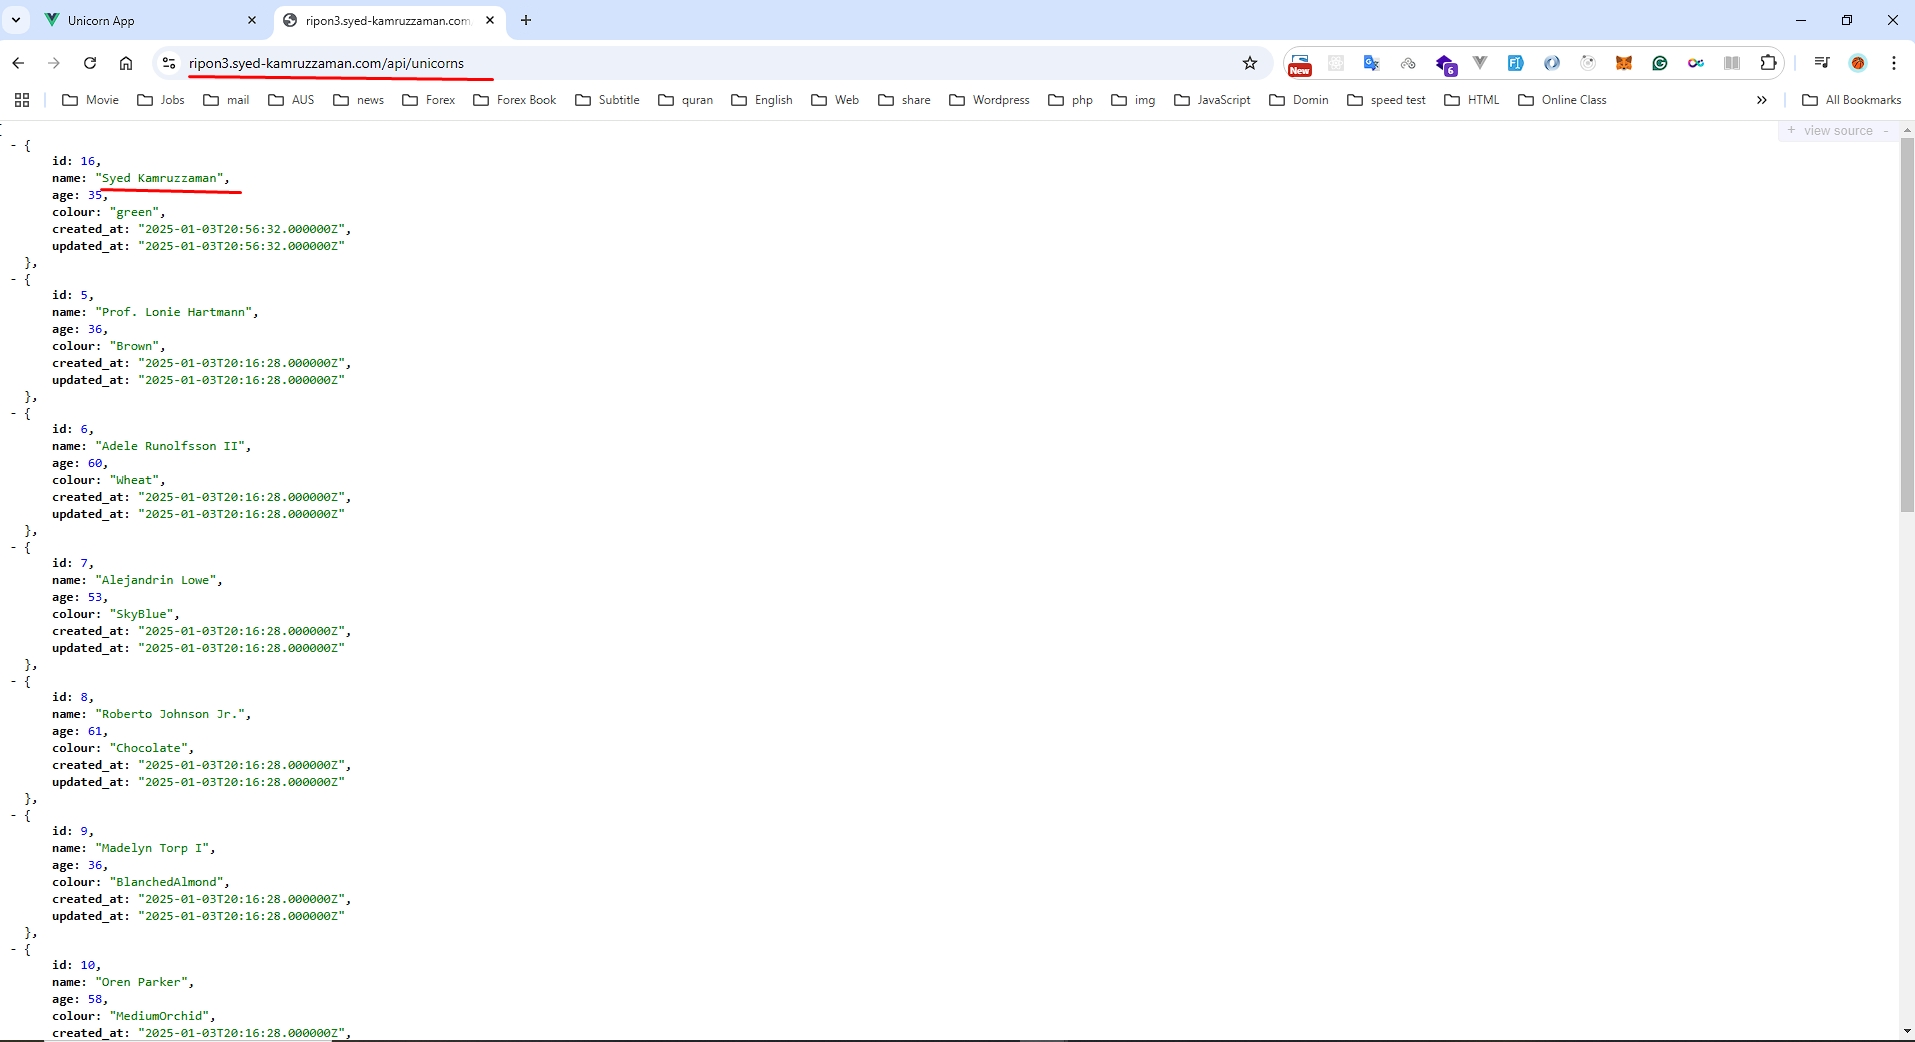 Unicorn App
ripon3.syed-kamruzzaman.com
ripon3.syed-kamruzzaman.com/api/unicorns
New
6
Movie Jobs mail AUS news Forex Forex Book Subtitle quran English Web share Wordpress php img JavaScript Domin speed test HTML Online Class » All Bookmarks
+ view source -
[
- {
id: 16,
name: "Syed Kamruzzaman",
age: 35,
colour: "green",
created_at: "2025-01-03T20:56:32.000000Z",
updated_at: "2025-01-03T20:56:32.000000Z"
},
- {
id: 5,
name: "Prof. Lonie Hartmann",
age: 36,
colour: "Brown",
created_at: "2025-01-03T20:16:28.000000Z",
updated_at: "2025-01-03T20:16:28.000000Z"
},
- {
id: 6,
name: "Adele Runolfsson II",
age: 60,
colour: "Wheat",
created_at: "2025-01-03T20:16:28.000000Z",
updated_at: "2025-01-03T20:16:28.000000Z"
},
- {
id: 7,
name: "Alejandrin Lowe",
age: 53,
colour: "SkyBlue",
created_at: "2025-01-03T20:16:28.000000Z",
updated_at: "2025-01-03T20:16:28.000000Z"
},
- {
id: 8,
name: "Roberto Johnson Jr.",
age: 61,
colour: "Chocolate",
created_at: "2025-01-03T20:16:28.000000Z",
updated_at: "2025-01-03T20:16:28.000000Z"
},
- {
id: 9,
name: "Madelyn Torp I",
age: 36,
colour: "BlanchedAlmond",
created_at: "2025-01-03T20:16:28.000000Z",
updated_at: "2025-01-03T20:16:28.000000Z"
},
- {
id: 10,
name: "Oren Parker",
age: 58,
colour: "MediumOrchid",
created_at: "2025-01-03T20:16:28.000000Z",